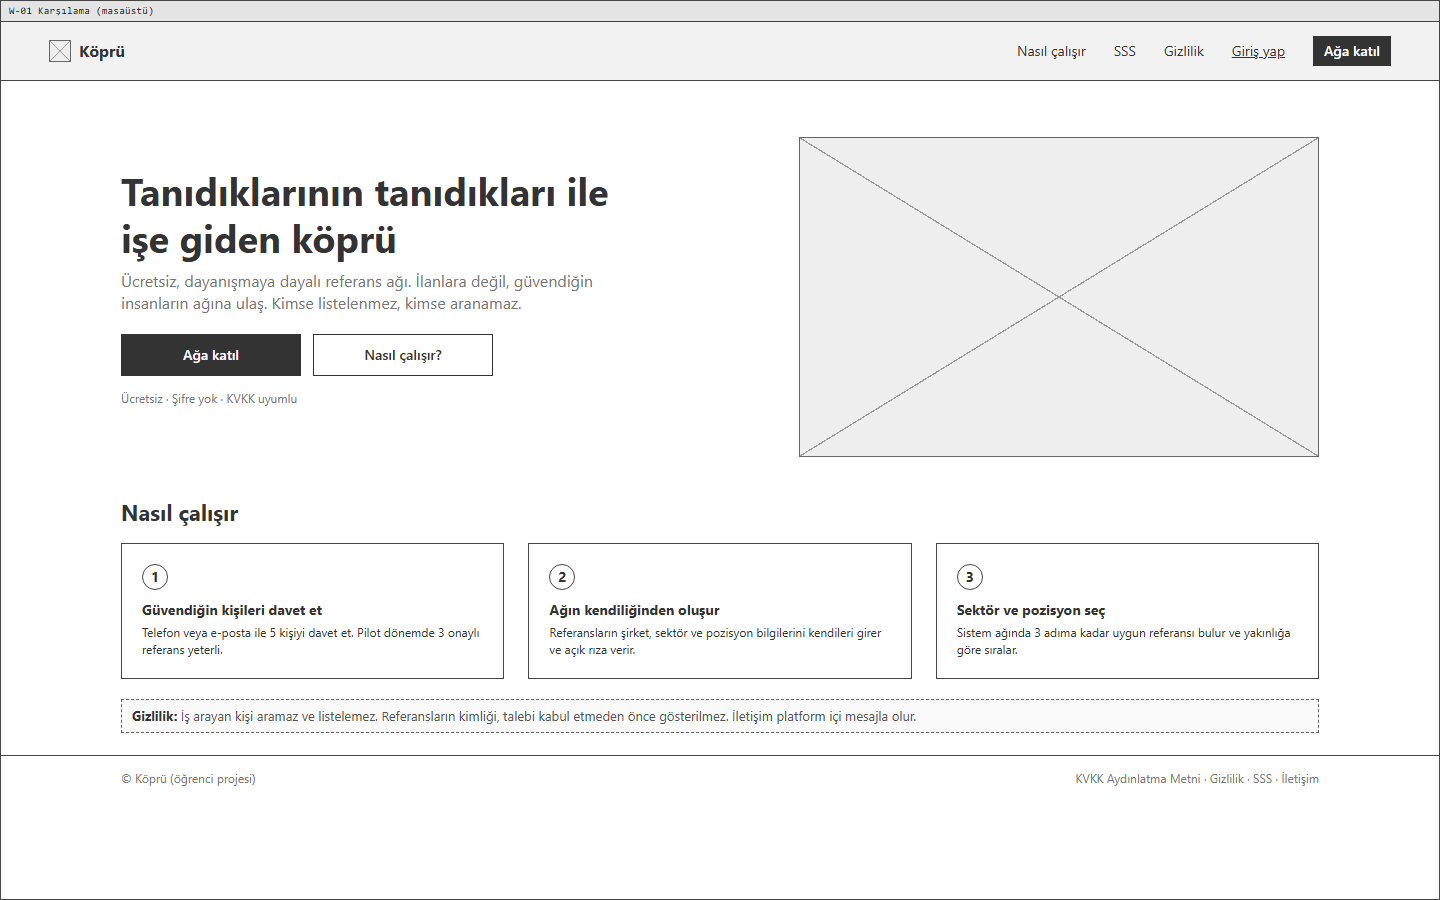 W-01 Karşılama (masaüstü)
Köprü
Nasıl çalışır
SSS
Gizlilik
Giriş yap
Ağa katıl
Tanıdıklarının tanıdıkları ile
işe giden köprü
Ücretsiz, dayanışmaya dayalı referans ağı. İlanlara değil, güvendiğin
insanların ağına ulaş. Kimse listelenmez, kimse aranamaz.
Ağa katıl
Nasıl çalışır?
Ücretsiz · Şifre yok · KVKK uyumlu
Nasıl çalışır
1
Güvendiğin kişileri davet et
Telefon veya e-posta ile 5 kişiyi davet et. Pilot dönemde 3 onaylı
referans yeterli.
2
Ağın kendiliğinden oluşur
Referansların şirket, sektör ve pozisyon bilgilerini kendileri girer
ve açık rıza verir.
3
Sektör ve pozisyon seç
Sistem ağında 3 adıma kadar uygun referansı bulur ve yakınlığa
göre sıralar.
Gizlilik: İş arayan kişi aramaz ve listelemez. Referansların kimliği, talebi kabul etmeden önce gösterilmez. İletişim platform içi mesajla olur.
© Köprü (öğrenci projesi)
KVKK Aydınlatma Metni · Gizlilik · SSS · İletişim